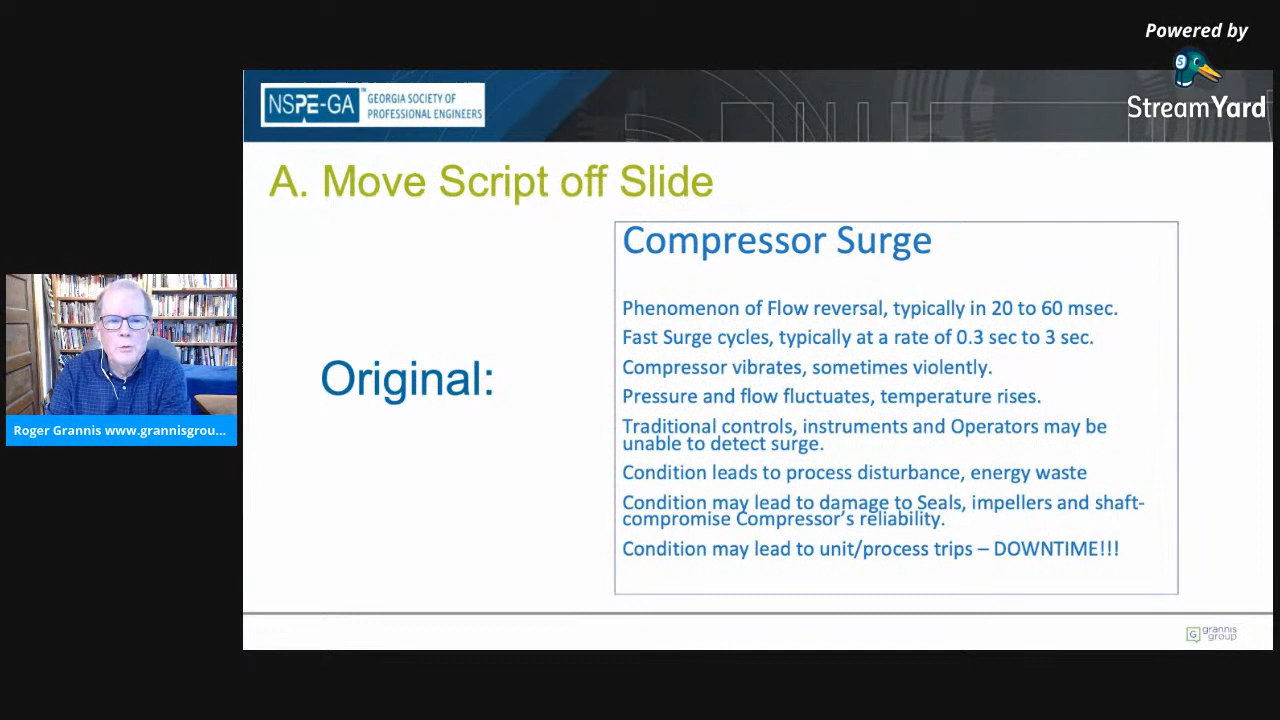 Powered by
StreamYard
NSPE-GA
™
GEORGIA SOCIETY OF
PROFESSIONAL ENGINEERS
A. Move Script off Slide
Original:
Compressor Surge
Phenomenon of Flow reversal, typically in 20 to 60 msec.
Fast Surge cycles, typically at a rate of 0.3 sec to 3 sec.
Compressor vibrates, sometimes violently.
Pressure and flow fluctuates, temperature rises.
Traditional controls, instruments and Operators may be
unable to detect surge.
Condition leads to process disturbance, energy waste
Condition may lead to damage to Seals, impellers and shaft-
compromise Compressor's reliability.
Condition may lead to unit/process trips – DOWNTIME!!!
Roger Grannis www.grannisgrou...
G
grannis
group